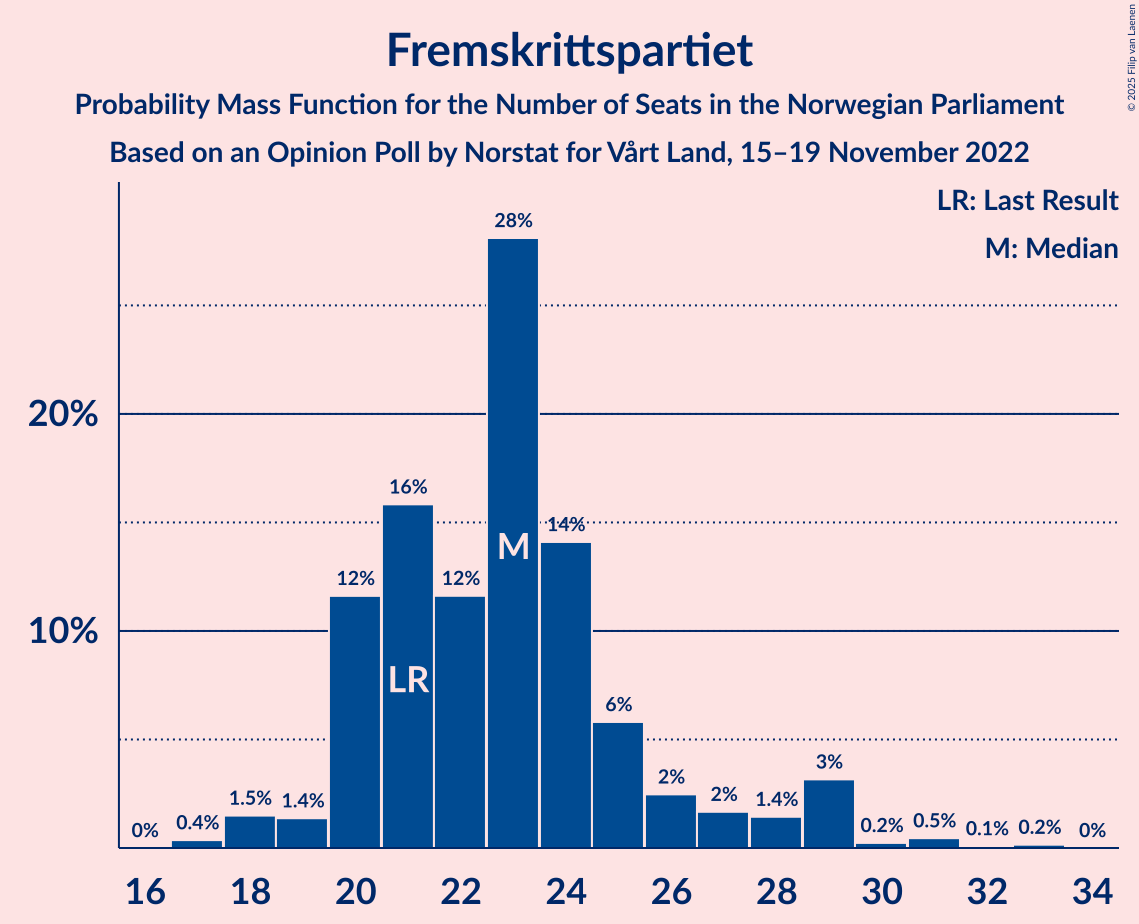 Fremskrittspartiet
Probability Mass Function for the Number of Seats in the Norwegian Parliament
Based on an Opinion Poll by Norstat for Vårt Land, 15–19 November 2022
© 2025 Filip van Laenen
LR: Last Result
M: Median
20%
10%
0% 0.4% 1.5% 1.4% 12% 16% 12% 28% 14% 6% 2% 2% 1.4% 3% 0.2% 0.5% 0.1% 0.2% 0%
LR
M
16 18 20 22 24 26 28 30 32 34